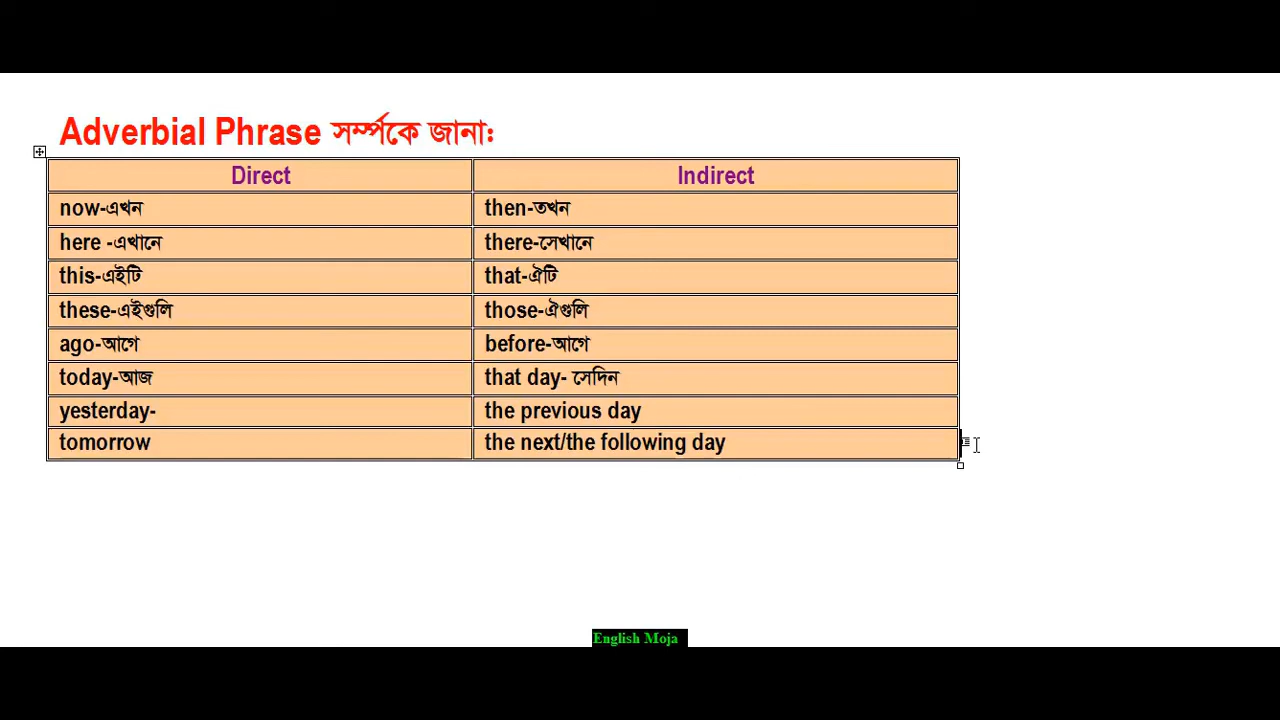 Adverbial Phrase সর্ম্পকে জানা:
Direct Indirect
now-এখন then-তখন
here -এখানে there-সেখানে
this-এইটি that-ঐটি
these-এইগুলি those-ঐগুলি
ago-আগে before-আগে
today-আজ that day- সেদিন
yesterday- the previous day
tomorrow the next/the following day
English Moja